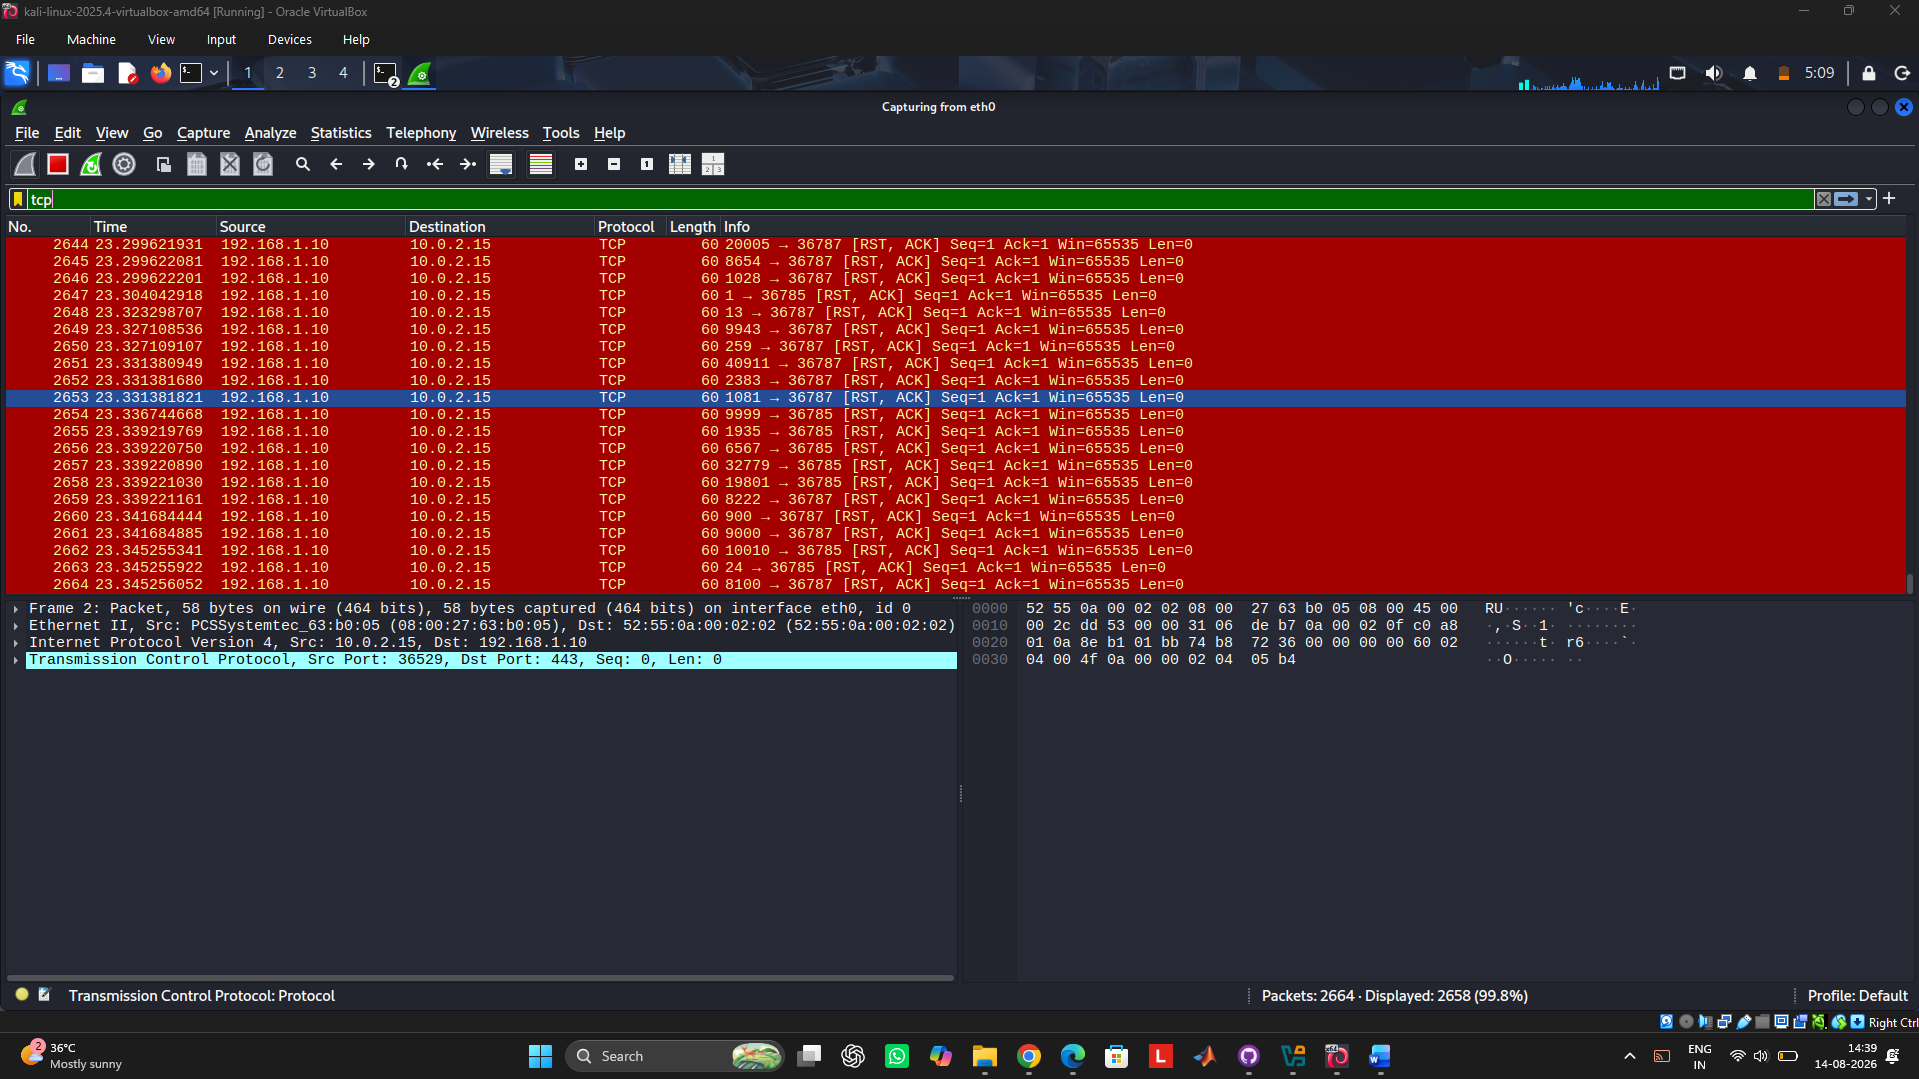 kali-linux-2025.4-virtualbox-amd64 [Running] - Oracle VirtualBox
File Machine View Input Devices Help
1 2 3 4 2 5:09
Capturing from eth0
File Edit View Go Capture Analyze Statistics Telephony Wireless Tools Help
tcp
No. Time Source Destination Protocol Length Info
2644 23.299621931 192.168.1.10 10.0.2.15 TCP 60 20005 → 36787 [RST, ACK] Seq=1 Ack=1 Win=65535 Len=0
2645 23.299622081 192.168.1.10 10.0.2.15 TCP 60 8654 → 36787 [RST, ACK] Seq=1 Ack=1 Win=65535 Len=0
2646 23.299622201 192.168.1.10 10.0.2.15 TCP 60 1028 → 36787 [RST, ACK] Seq=1 Ack=1 Win=65535 Len=0
2647 23.304042918 192.168.1.10 10.0.2.15 TCP 60 1 → 36785 [RST, ACK] Seq=1 Ack=1 Win=65535 Len=0
2648 23.323298707 192.168.1.10 10.0.2.15 TCP 60 13 → 36787 [RST, ACK] Seq=1 Ack=1 Win=65535 Len=0
2649 23.327108536 192.168.1.10 10.0.2.15 TCP 60 9943 → 36787 [RST, ACK] Seq=1 Ack=1 Win=65535 Len=0
2650 23.327109107 192.168.1.10 10.0.2.15 TCP 60 259 → 36787 [RST, ACK] Seq=1 Ack=1 Win=65535 Len=0
2651 23.331380949 192.168.1.10 10.0.2.15 TCP 60 40911 → 36787 [RST, ACK] Seq=1 Ack=1 Win=65535 Len=0
2652 23.331381680 192.168.1.10 10.0.2.15 TCP 60 2383 → 36787 [RST, ACK] Seq=1 Ack=1 Win=65535 Len=0
2653 23.331381821 192.168.1.10 10.0.2.15 TCP 60 1081 → 36787 [RST, ACK] Seq=1 Ack=1 Win=65535 Len=0
2654 23.336744668 192.168.1.10 10.0.2.15 TCP 60 9999 → 36785 [RST, ACK] Seq=1 Ack=1 Win=65535 Len=0
2655 23.339219769 192.168.1.10 10.0.2.15 TCP 60 1935 → 36785 [RST, ACK] Seq=1 Ack=1 Win=65535 Len=0
2656 23.339220750 192.168.1.10 10.0.2.15 TCP 60 6567 → 36785 [RST, ACK] Seq=1 Ack=1 Win=65535 Len=0
2657 23.339220890 192.168.1.10 10.0.2.15 TCP 60 32779 → 36785 [RST, ACK] Seq=1 Ack=1 Win=65535 Len=0
2658 23.339221030 192.168.1.10 10.0.2.15 TCP 60 19801 → 36785 [RST, ACK] Seq=1 Ack=1 Win=65535 Len=0
2659 23.339221161 192.168.1.10 10.0.2.15 TCP 60 8222 → 36787 [RST, ACK] Seq=1 Ack=1 Win=65535 Len=0
2660 23.341684444 192.168.1.10 10.0.2.15 TCP 60 900 → 36787 [RST, ACK] Seq=1 Ack=1 Win=65535 Len=0
2661 23.341684885 192.168.1.10 10.0.2.15 TCP 60 9000 → 36787 [RST, ACK] Seq=1 Ack=1 Win=65535 Len=0
2662 23.345255341 192.168.1.10 10.0.2.15 TCP 60 10010 → 36785 [RST, ACK] Seq=1 Ack=1 Win=65535 Len=0
2663 23.345255922 192.168.1.10 10.0.2.15 TCP 60 24 → 36785 [RST, ACK] Seq=1 Ack=1 Win=65535 Len=0
2664 23.345256052 192.168.1.10 10.0.2.15 TCP 60 8100 → 36787 [RST, ACK] Seq=1 Ack=1 Win=65535 Len=0
Frame 2: Packet, 58 bytes on wire (464 bits), 58 bytes captured (464 bits) on interface eth0, id 0
Ethernet II, Src: PCSSystemtec_63:b0:05 (08:00:27:63:b0:05), Dst: 52:55:0a:00:02:02 (52:55:0a:00:02:02)
Internet Protocol Version 4, Src: 10.0.2.15, Dst: 192.168.1.10
Transmission Control Protocol, Src Port: 36529, Dst Port: 443, Seq: 0, Len: 0
0000 52 55 0a 00 02 02 08 00 27 63 b0 05 08 00 45 00 RU······ 'c····E·
0010 00 2c dd 53 00 00 31 06 de b7 0a 00 02 0f c0 a8 ·,·S··1· ········
0020 01 0a 8e b1 01 bb 74 b8 72 36 00 00 00 00 60 02 ······t· r6····`·
0030 04 00 4f 0a 00 00 02 04 05 b4 ··O····· ··
Transmission Control Protocol: Protocol
Packets: 2664 · Displayed: 2658 (99.8%)
Profile: Default
Right Ctrl
2 36°C
Mostly sunny
Search
ENG
IN
14:39
14-08-2026